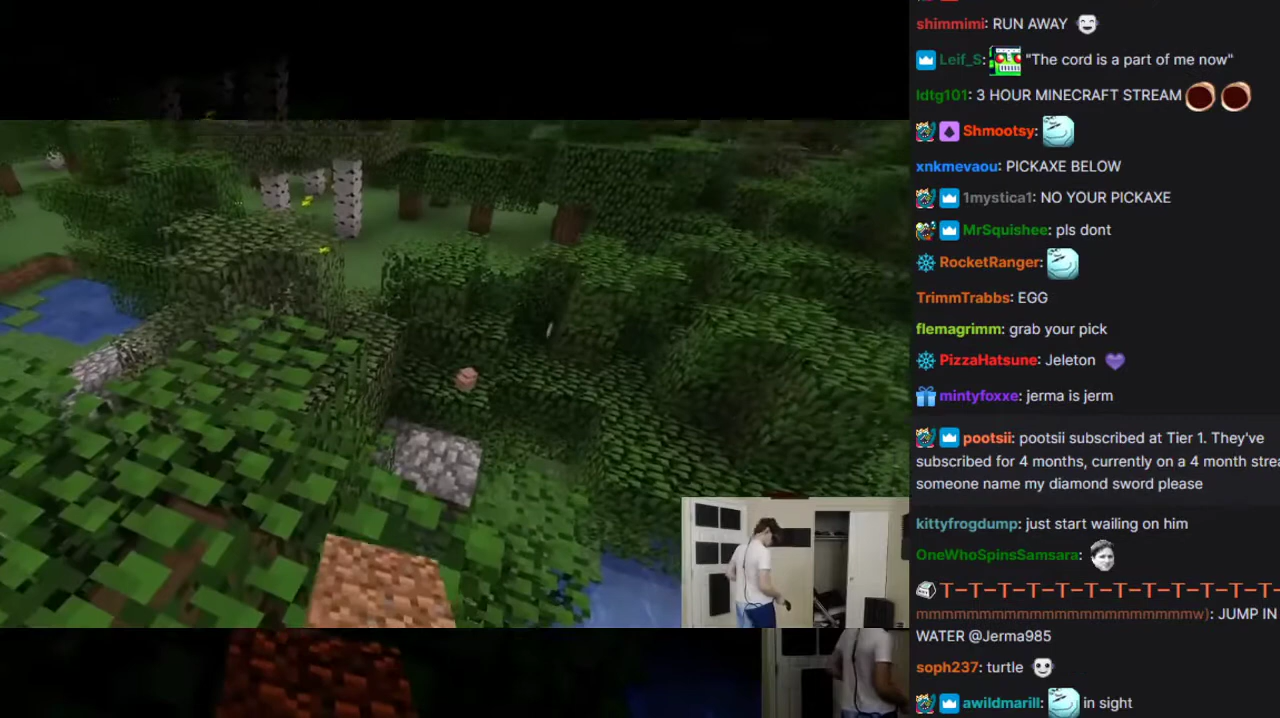 shimmimi: RUN AWAY
Leif_S: "The cord is a part of me now"
ldtg101: 3 HOUR MINECRAFT STREAM
Shmootsy:
xnkmevaou: PICKAXE BELOW
1mystica1: NO YOUR PICKAXE
MrSquishee: pls dont
RocketRanger:
TrimmTrabbs: EGG
flemagrimm: grab your pick
PizzaHatsune: Jeleton
mintyfoxxe: jerma is jerm
pootsii: pootsii subscribed at Tier 1. They've
subscribed for 4 months, currently on a 4 month strea
someone name my diamond sword please
kittyfrogdump: just start wailing on him
OneWhoSpinsSamsara:
T-T-T-T-T-T-T-T-T-T-T-T-
mmmmmmmmmmmmmmmmmmmmmmw): JUMP IN
WATER @Jerma985
soph237: turtle
awildmarill: in sight